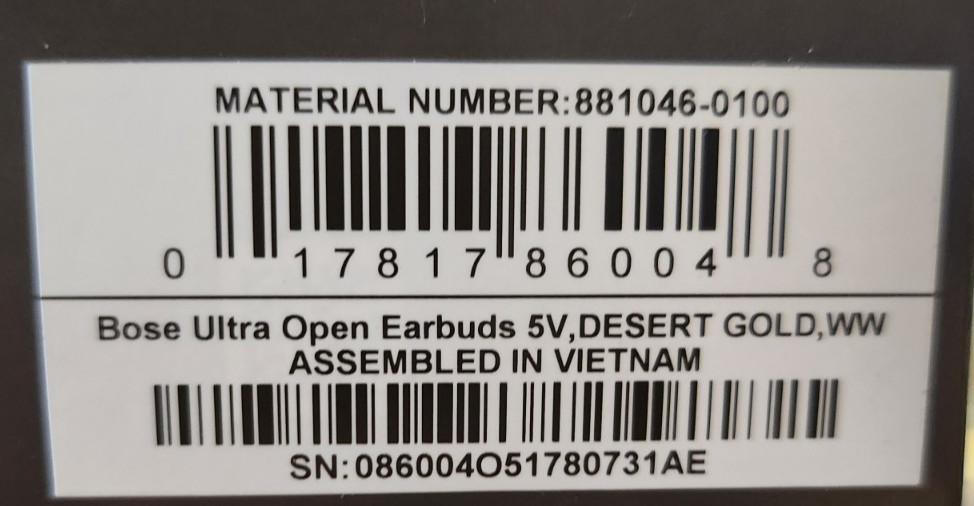 MATERIAL NUMBER:881046-0100
0 17817 86004 8
Bose Ultra Open Earbuds 5V,DESERT GOLD,WW
ASSEMBLED IN VIETNAM
SN:086004O51780731AE